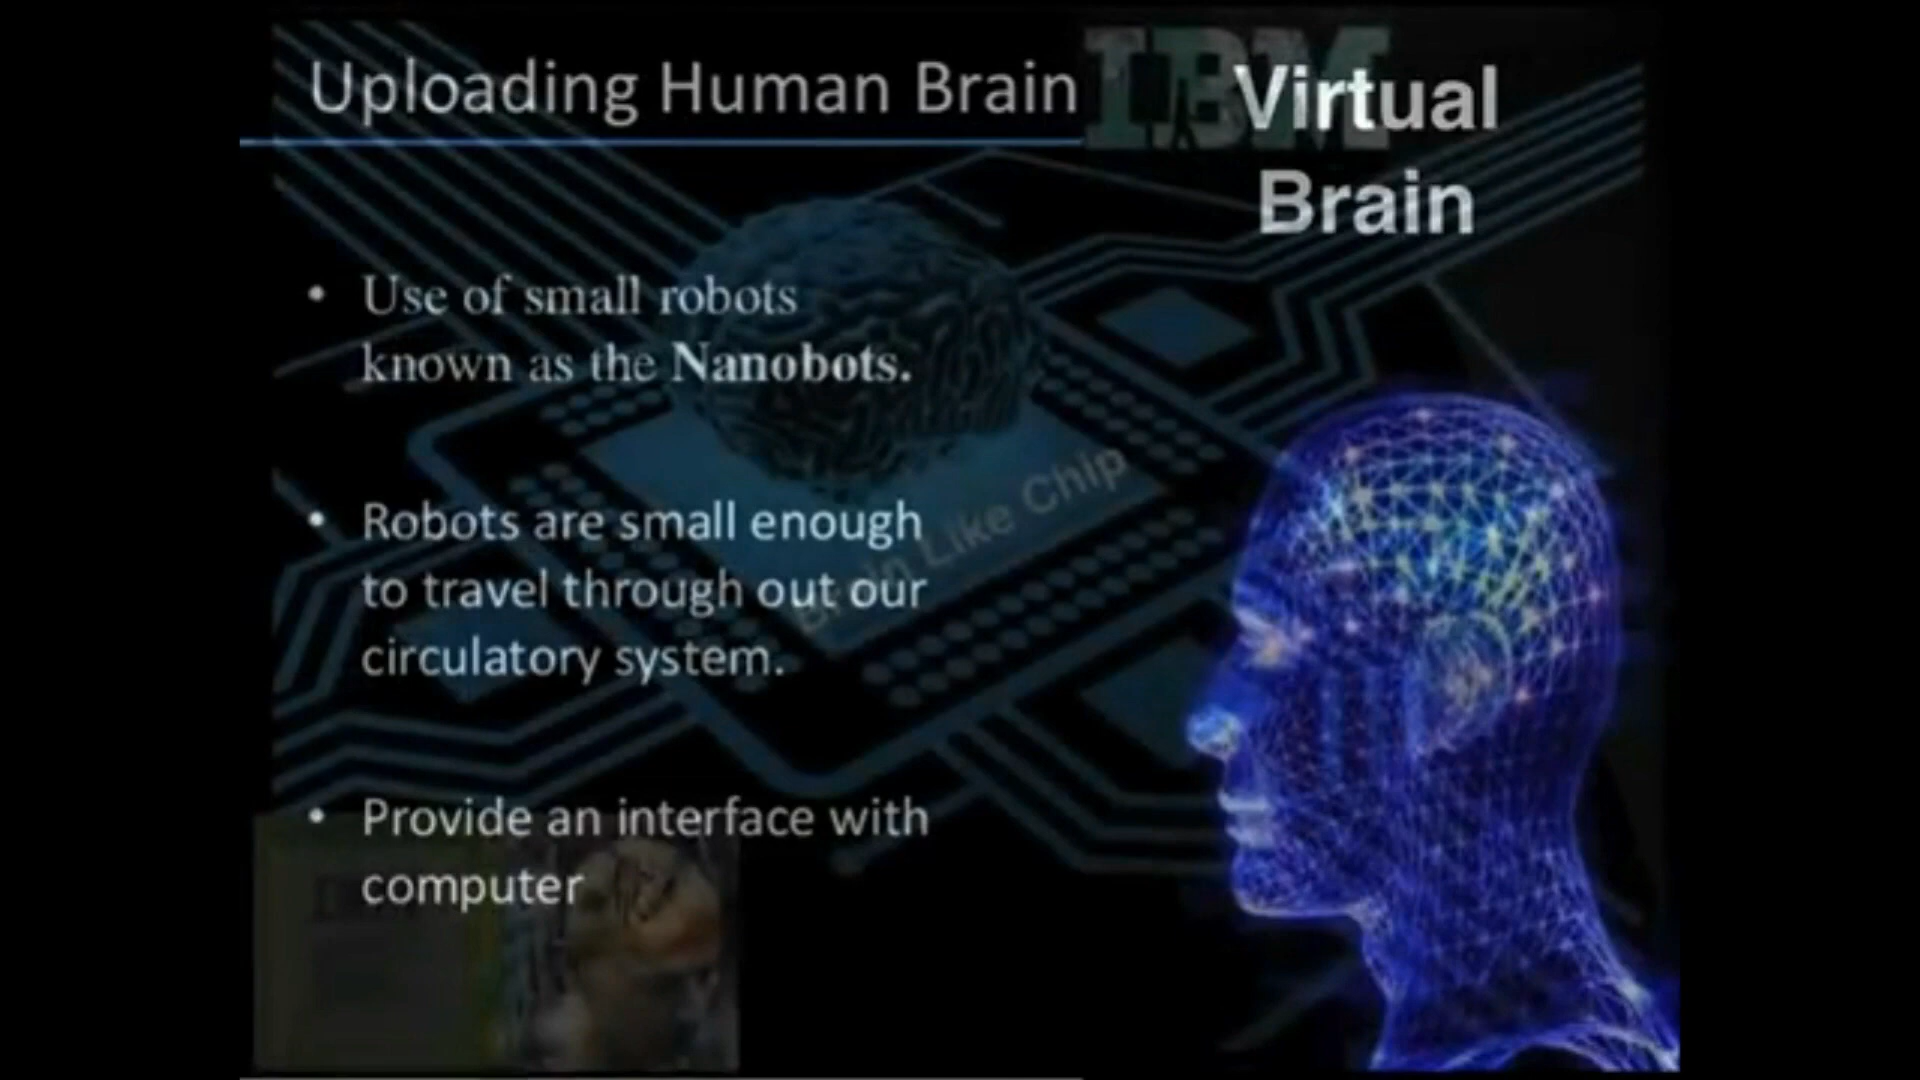 Uploading Human Brain
IBM
Virtual
Brain
• Use of small robots
known as the Nanobots.
• Robots are small enough
to travel through out our
circulatory system.
Brain Like Chip
• Provide an interface with
computer